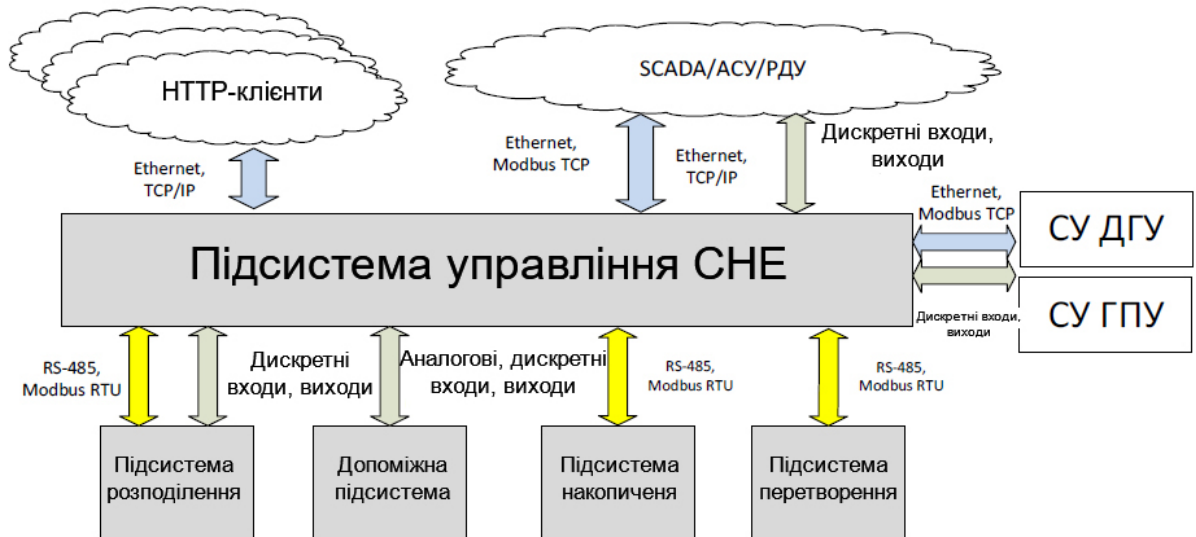 HTTP-клієнти
SCADA/АСУ/РДУ
Ethernet,
TCP/IP
Ethernet,
Modbus TCP
Ethernet,
TCP/IP
Дискретні входи,
виходи
Ethernet,
Modbus TCP
СУ ДГУ
Підсистема управління СНЕ
СУ ГПУ
Дискретні входи,
виходи
RS-485,
Modbus RTU
Дискретні
входи, виходи
Аналогові, дискретні
входи, виходи
RS-485,
Modbus RTU
RS-485,
Modbus RTU
Підсистема
розподілення
Допоміжна
підсистема
Підсистема
накопиченя
Підсистема
перетворення